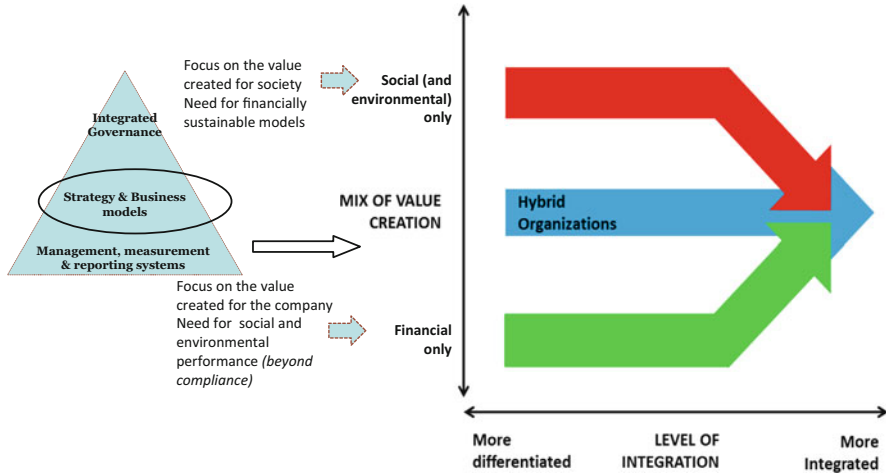 Integrated
Governance
Strategy & Business
models
Management, measurement
& reporting systems
Focus on the value
created for society
Need for financially
sustainable models
Focus on the value
created for the company
Need for social and
environmental
performance (beyond
compliance)
Social (and
environmental)
only
MIX OF VALUE
CREATION
Financial
only
Hybrid
Organizations
More
differentiated
LEVEL OF
INTEGRATION
More
Integrated